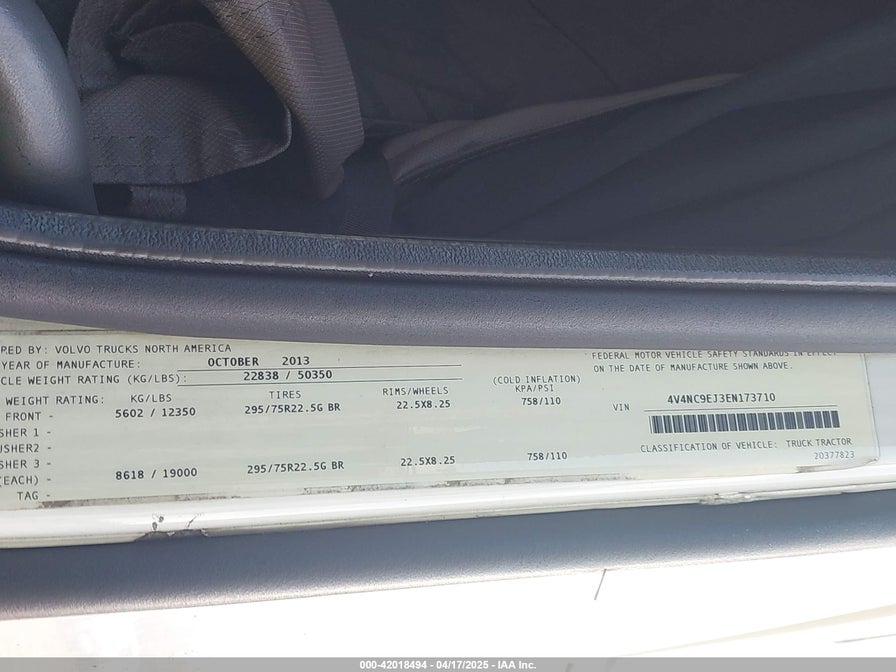 RED BY: VOLVO TRUCKS NORTH AMERICA
YEAR OF MANUFACTURE: OCTOBER 2013
CLE WEIGHT RATING (KG/LBS): 22838 / 50350
WEIGHT RATING: KG/LBS TIRES RIMS/WHEELS (COLD INFLATION) KPA/PSI
FRONT - 5602 / 12350 295/75R22.5G BR 22.5X8.25 758/110
SHER 1 -
USHER2 -
SHER 3 -
(EACH) - 8618 / 19000 295/75R22.5G BR 22.5X8.25 758/110
TAG -
FEDERAL MOTOR VEHICLE SAFETY STANDARDS IN EFFECT
ON THE DATE OF MANUFACTURE SHOWN ABOVE.
VIN 4V4NC9EJ3EN173710
CLASSIFICATION OF VEHICLE: TRUCK TRACTOR
20377823
000-42018494 - 04/17/2025 - IAA Inc.